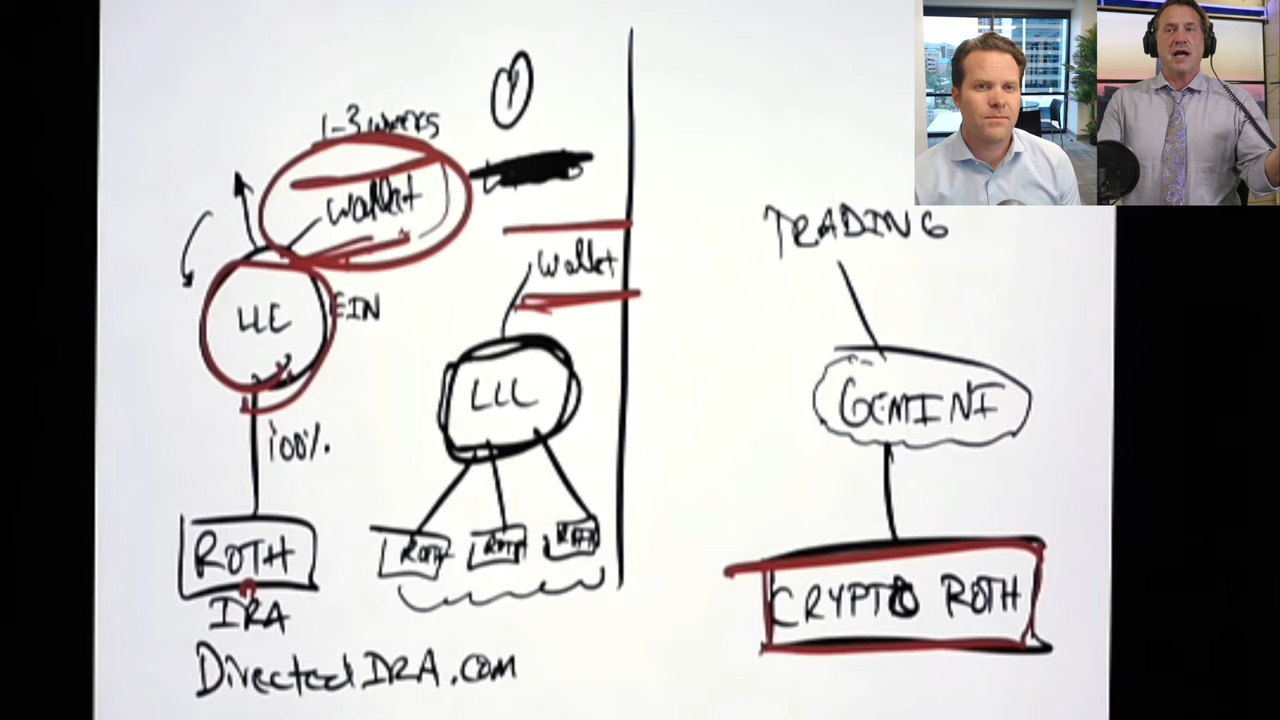 1
1-3 weeks
Wallet
LLC
EIN
100%
ROTH
IRA
DirectedIRA.com
Wallet
LLC
ROTH
ROTH
ROTH
TRADING
GEMINI
CRYPTO ROTH